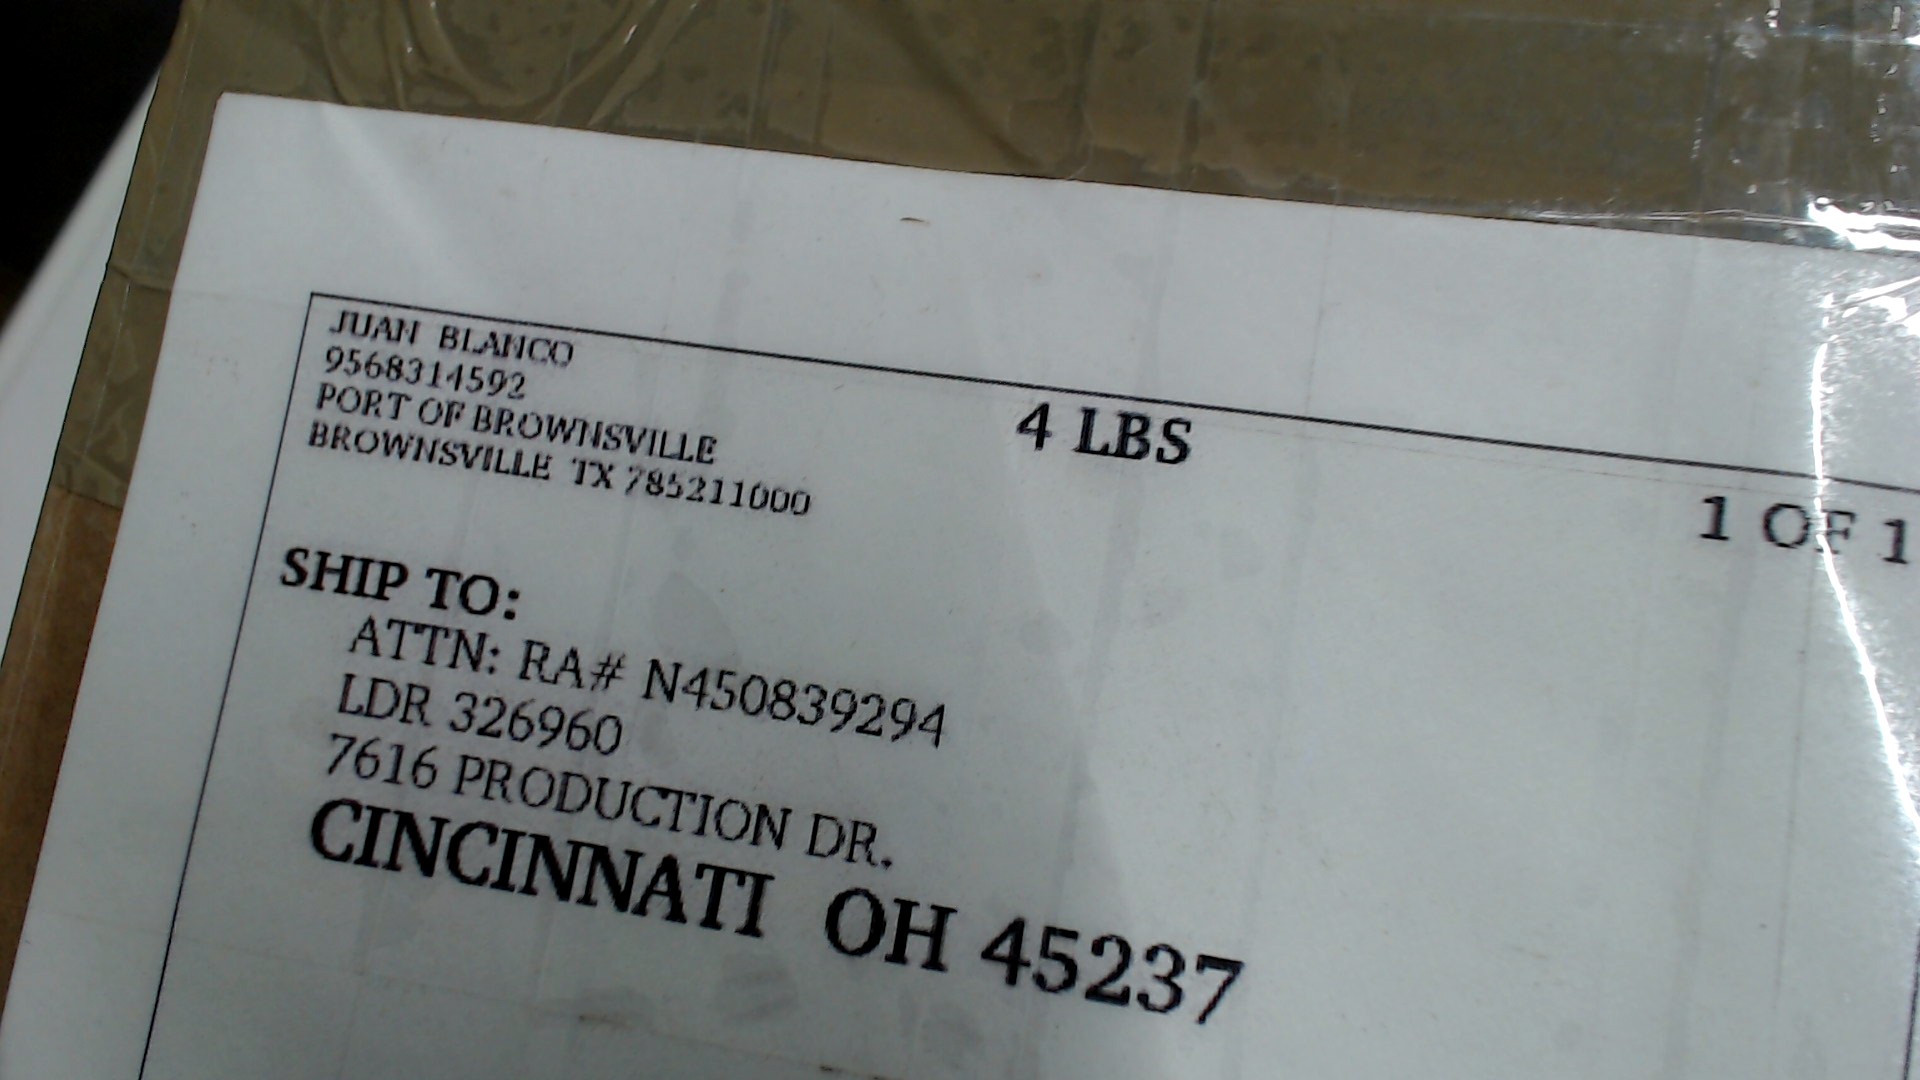 JUAN BLANCO
9568314592
PORT OF BROWNSVILLE
BROWNSVILLE TX 785211000
4 LBS
1 OF 1
SHIP TO:
ATTN: RA# N450839294
LDR 326960
7616 PRODUCTION DR.
CINCINNATI OH 45237